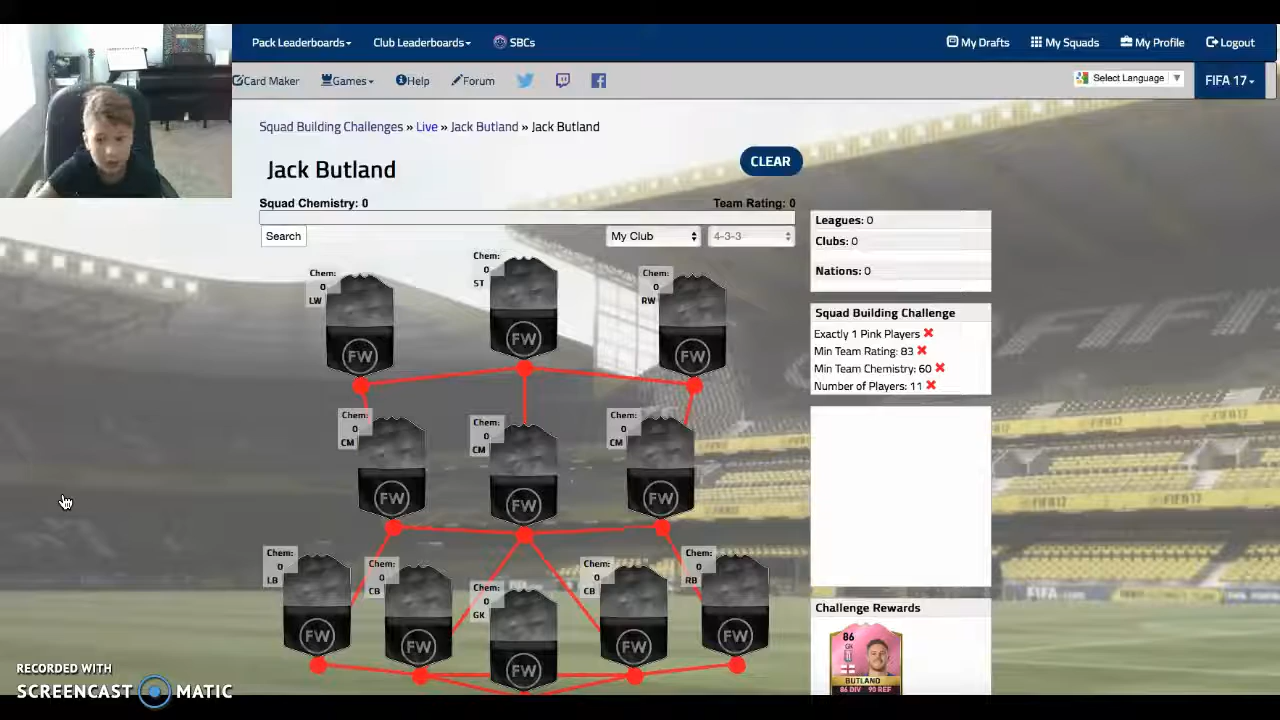 Pack Leaderboards
Club Leaderboards
SBCs
My Drafts
My Squads
My Profile
Logout
Card Maker
Games
Help
Forum
Select Language
FIFA 17
Squad Building Challenges » Live » Jack Butland » Jack Butland
Jack Butland
CLEAR
Squad Chemistry: 0
Team Rating: 0
Search
My Club
4-3-3
Leagues: 0
Clubs: 0
Nations: 0
Squad Building Challenge
Exactly 1 Pink Players
Min Team Rating: 83
Min Team Chemistry: 60
Number of Players: 11
Chem:
0
LW
FW
Chem:
0
ST
FW
Chem:
0
RW
FW
Chem:
0
CM
FW
Chem:
0
CM
FW
Chem:
0
CM
FW
Chem:
0
LB
FW
Chem:
0
CB
FW
Chem:
0
GK
FW
Chem:
0
CB
FW
Chem:
0
RB
FW
Challenge Rewards
86
GK
BUTLAND
86 DIV 90 REF
RECORDED WITH
SCREENCAST MATIC